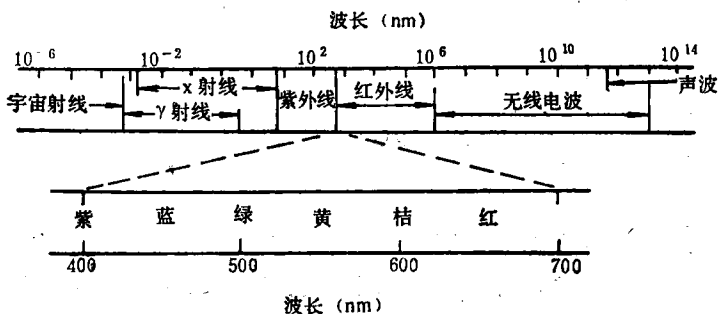 波长 (nm)
10⁻⁶ 10⁻² 10² 10⁶ 10¹⁰ 10¹⁴
宇宙射线 x 射线 紫外线 红外线 无线电波 声波
γ 射线
紫 蓝 绿 黄 桔 红
400 500 600 700
波长 (nm)